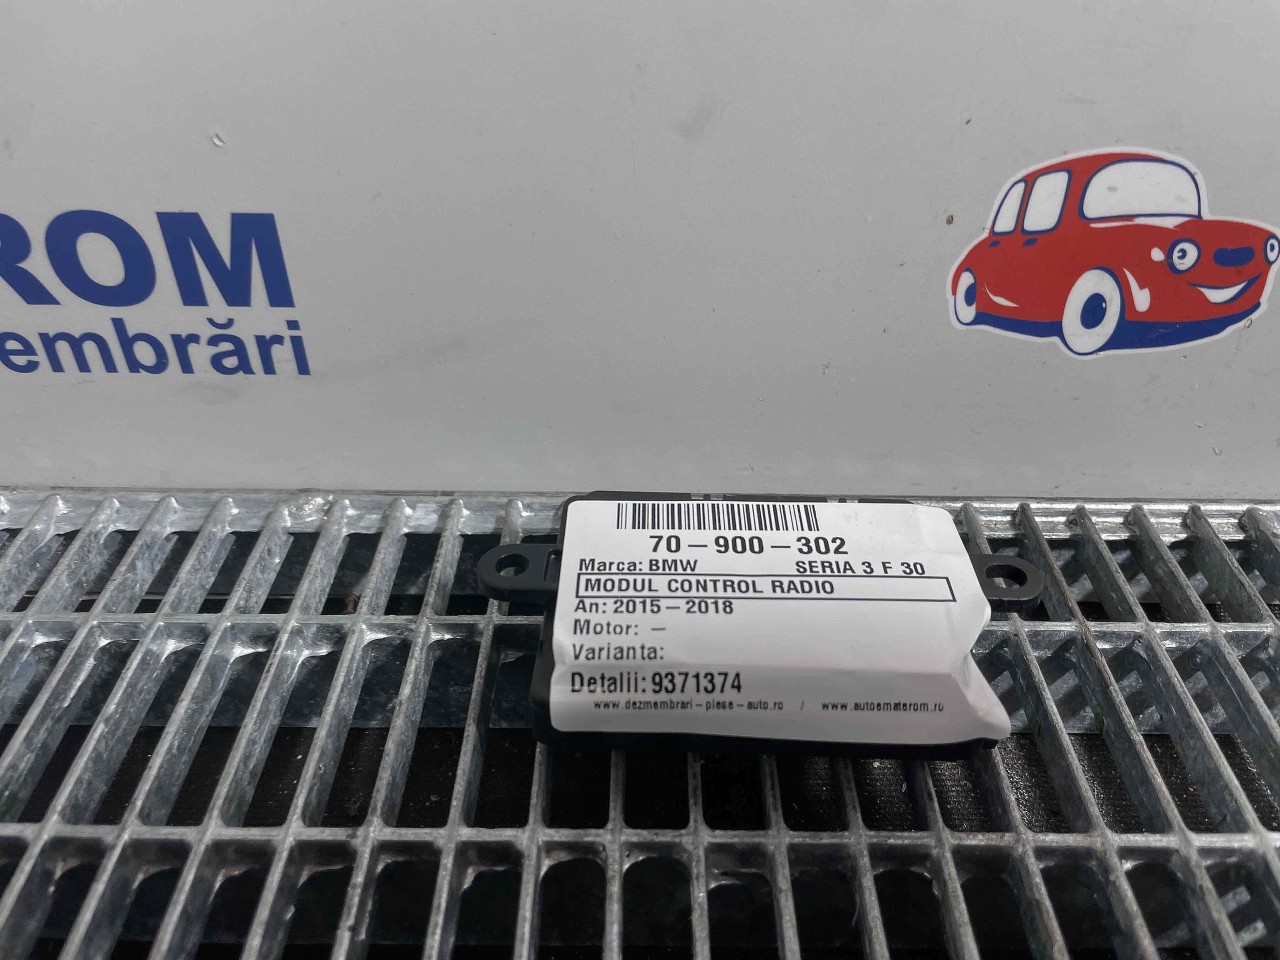 ROM
embrări
70-900-302
Marca: BMW SERIA 3 F 30
MODUL CONTROL RADIO
An: 2015-2018
Motor: -
Varianta:
Detalii: 9371374
www.dezmembrari-piese-auto.ro / www.autoematerom.ro